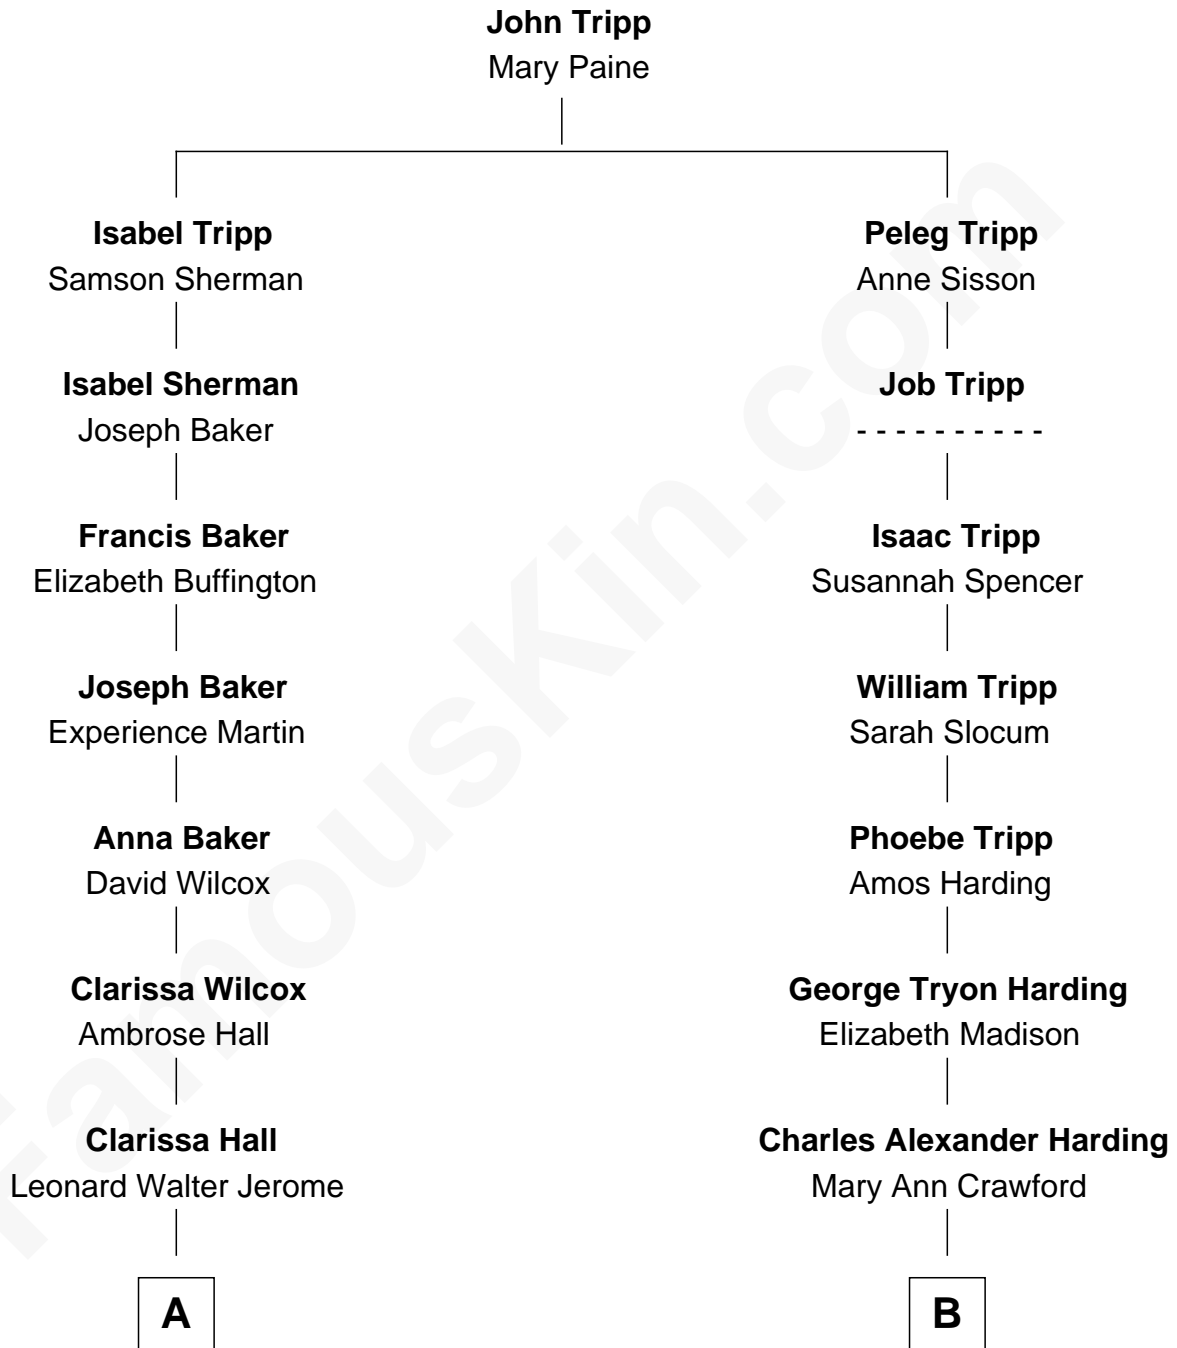 John Tripp
Mary Paine
Isabel Tripp
Samson Sherman
Peleg Tripp
Anne Sisson
Isabel Sherman
Joseph Baker
Job Tripp
- - - - - - - - - -
Francis Baker
Elizabeth Buffington
Isaac Tripp
Susannah Spencer
Joseph Baker
Experience Martin
William Tripp
Sarah Slocum
Anna Baker
David Wilcox
Phoebe Tripp
Amos Harding
Clarissa Wilcox
Ambrose Hall
George Tryon Harding
Elizabeth Madison
Clarissa Hall
Leonard Walter Jerome
Charles Alexander Harding
Mary Ann Crawford
A
B
FamousKin.com